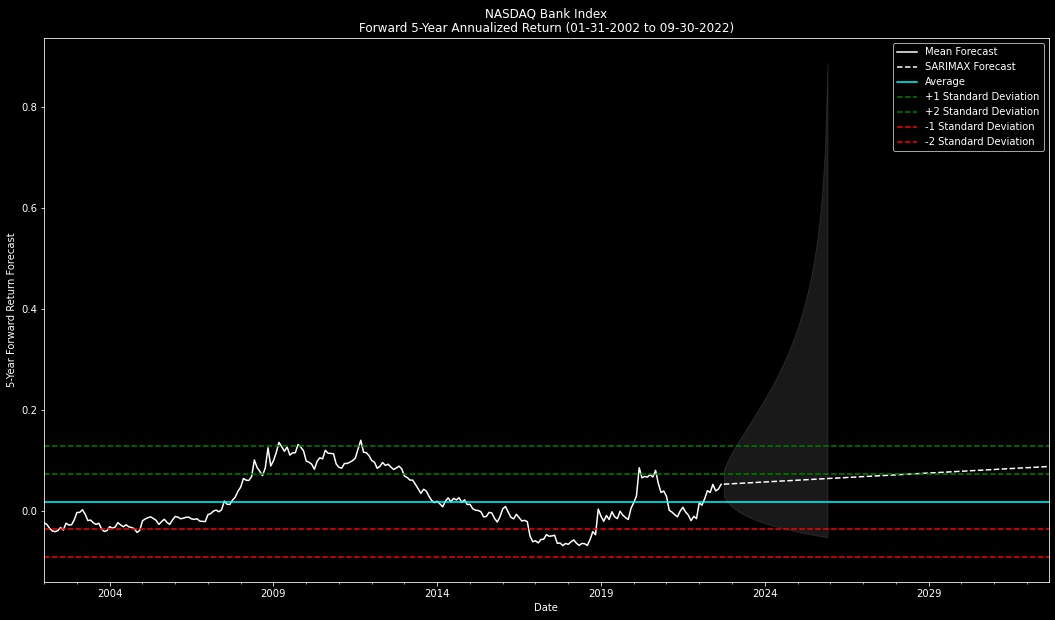 NASDAQ Bank Index
Forward 5-Year Annualized Return (01-31-2002 to 09-30-2022)
Mean Forecast
SARIMAX Forecast
Average
+1 Standard Deviation
+2 Standard Deviation
-1 Standard Deviation
-2 Standard Deviation
5-Year Forward Return Forecast
0.8
0.6
0.4
0.2
0.0
2004
2009
2014
2019
2024
2029
Date